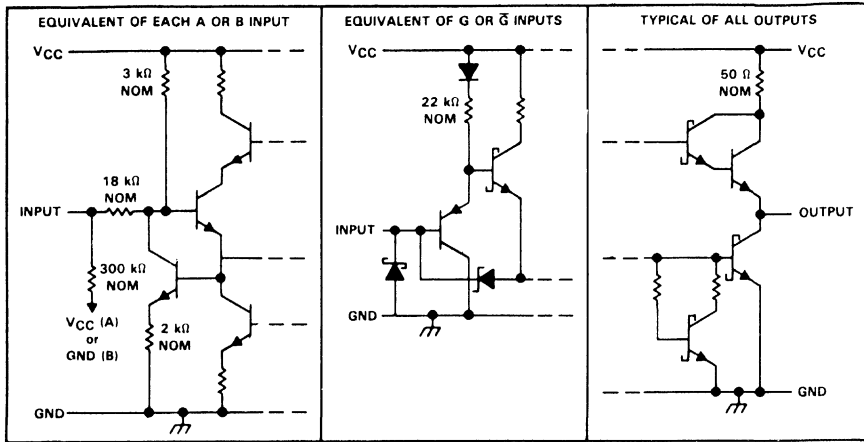 EQUIVALENT OF EACH A OR B INPUT
VCC
3 kΩ
NOM
18 kΩ
NOM
INPUT
300 kΩ
NOM
VCC (A)
or
GND (B)
2 kΩ
NOM
GND
EQUIVALENT OF G OR G̅ INPUTS
VCC
22 kΩ
NOM
INPUT
GND
TYPICAL OF ALL OUTPUTS
VCC
50 Ω
NOM
OUTPUT
GND